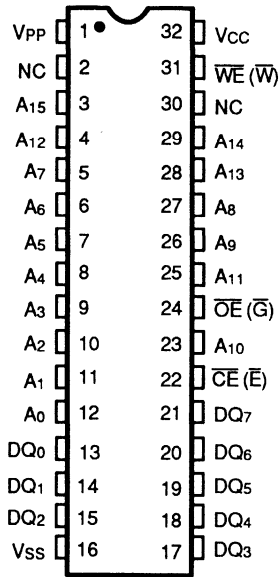 VPP 1 32 VCC
NC 2 31 W̅E̅ (W̅)
A15 3 30 NC
A12 4 29 A14
A7 5 28 A13
A6 6 27 A8
A5 7 26 A9
A4 8 25 A11
A3 9 24 O̅E̅ (G̅)
A2 10 23 A10
A1 11 22 C̅E̅ (E̅)
A0 12 21 DQ7
DQ0 13 20 DQ6
DQ1 14 19 DQ5
DQ2 15 18 DQ4
VSS 16 17 DQ3